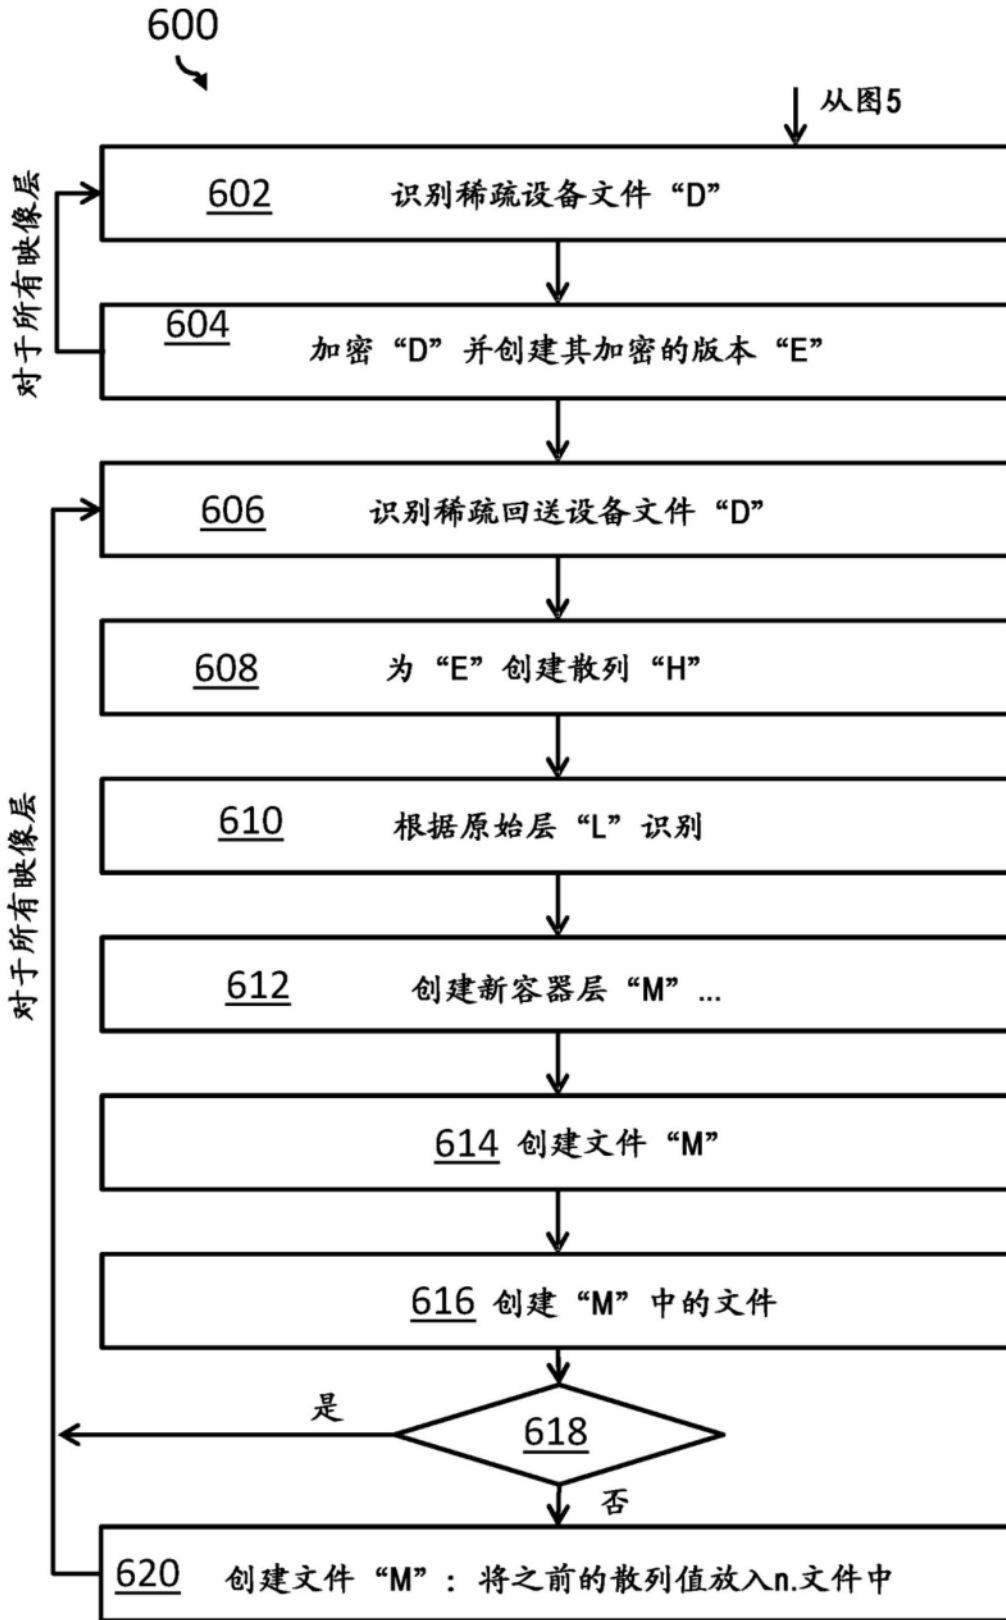 600
从图5
602 识别稀疏设备文件 “D”
对于所有映像层
604
加密 “D” 并创建其加密的版本 “E”
606 识别稀疏回送设备文件 “D”
608 为 “E” 创建散列 “H”
610 根据原始层 “L” 识别
612 创建新容器层 “M” ...
对于所有映像层
614 创建文件 “M”
616 创建 “M” 中的文件
是
618
否
620 创建文件 “M”: 将之前的散列值放入n.文件中